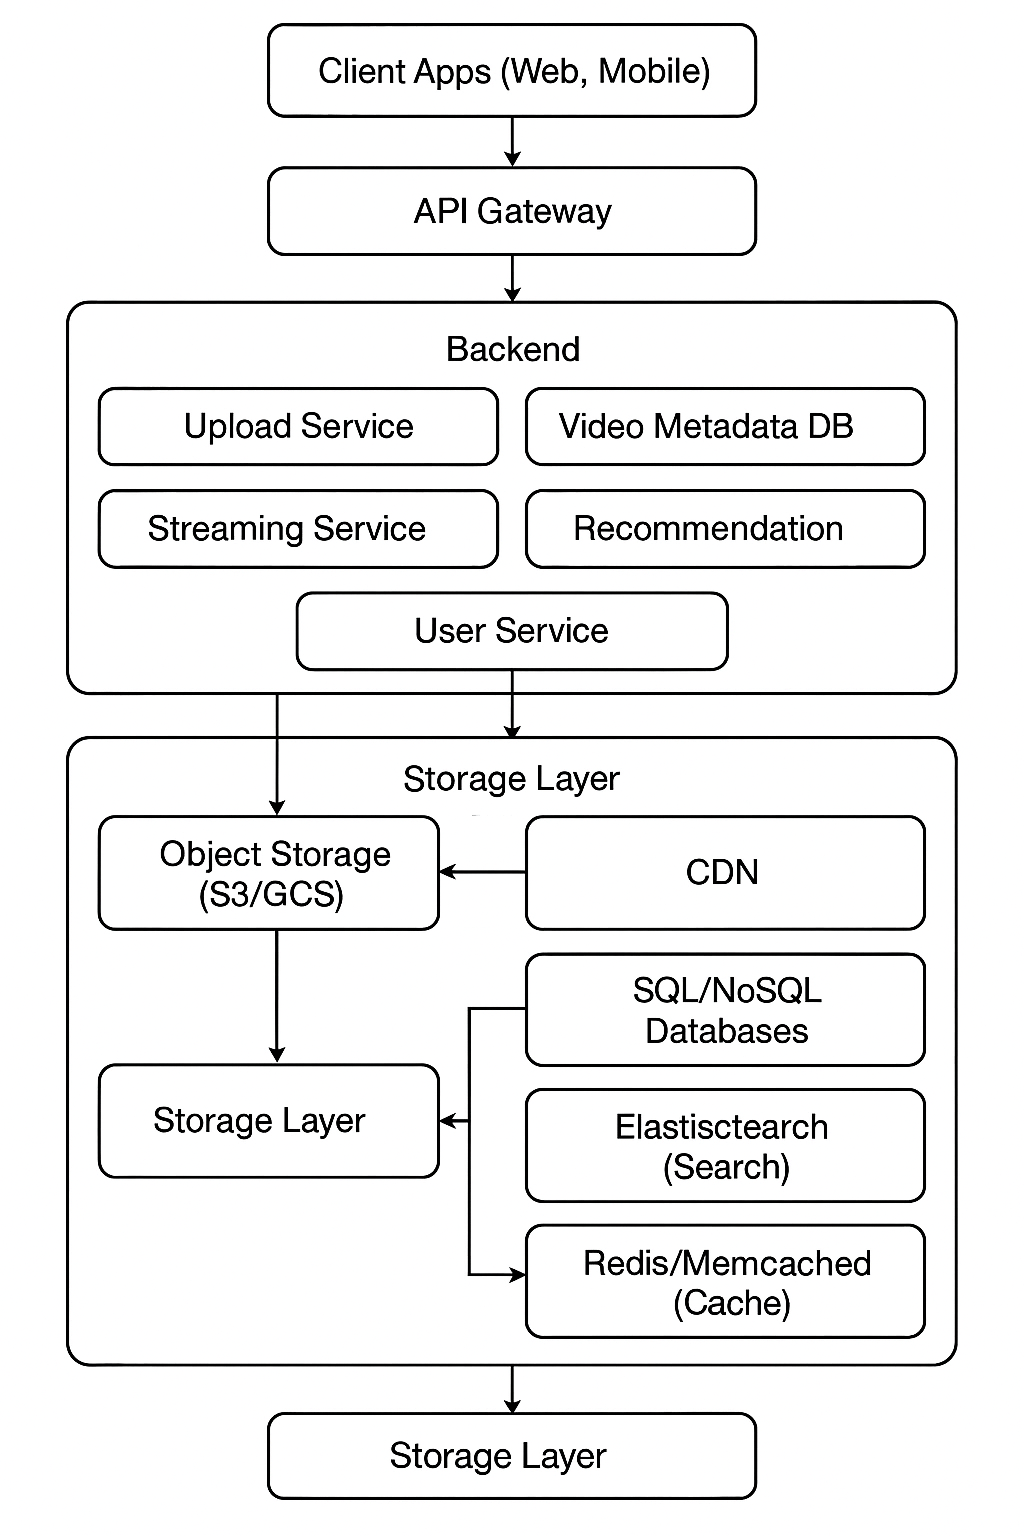 Client Apps (Web, Mobile)
API Gateway
Backend
Upload Service
Video Metadata DB
Streaming Service
Recommendation
User Service
Storage Layer
Object Storage
(S3/GCS)
CDN
SQL/NoSQL
Databases
Storage Layer
Elastisctearch
(Search)
Redis/Memcached
(Cache)
Storage Layer